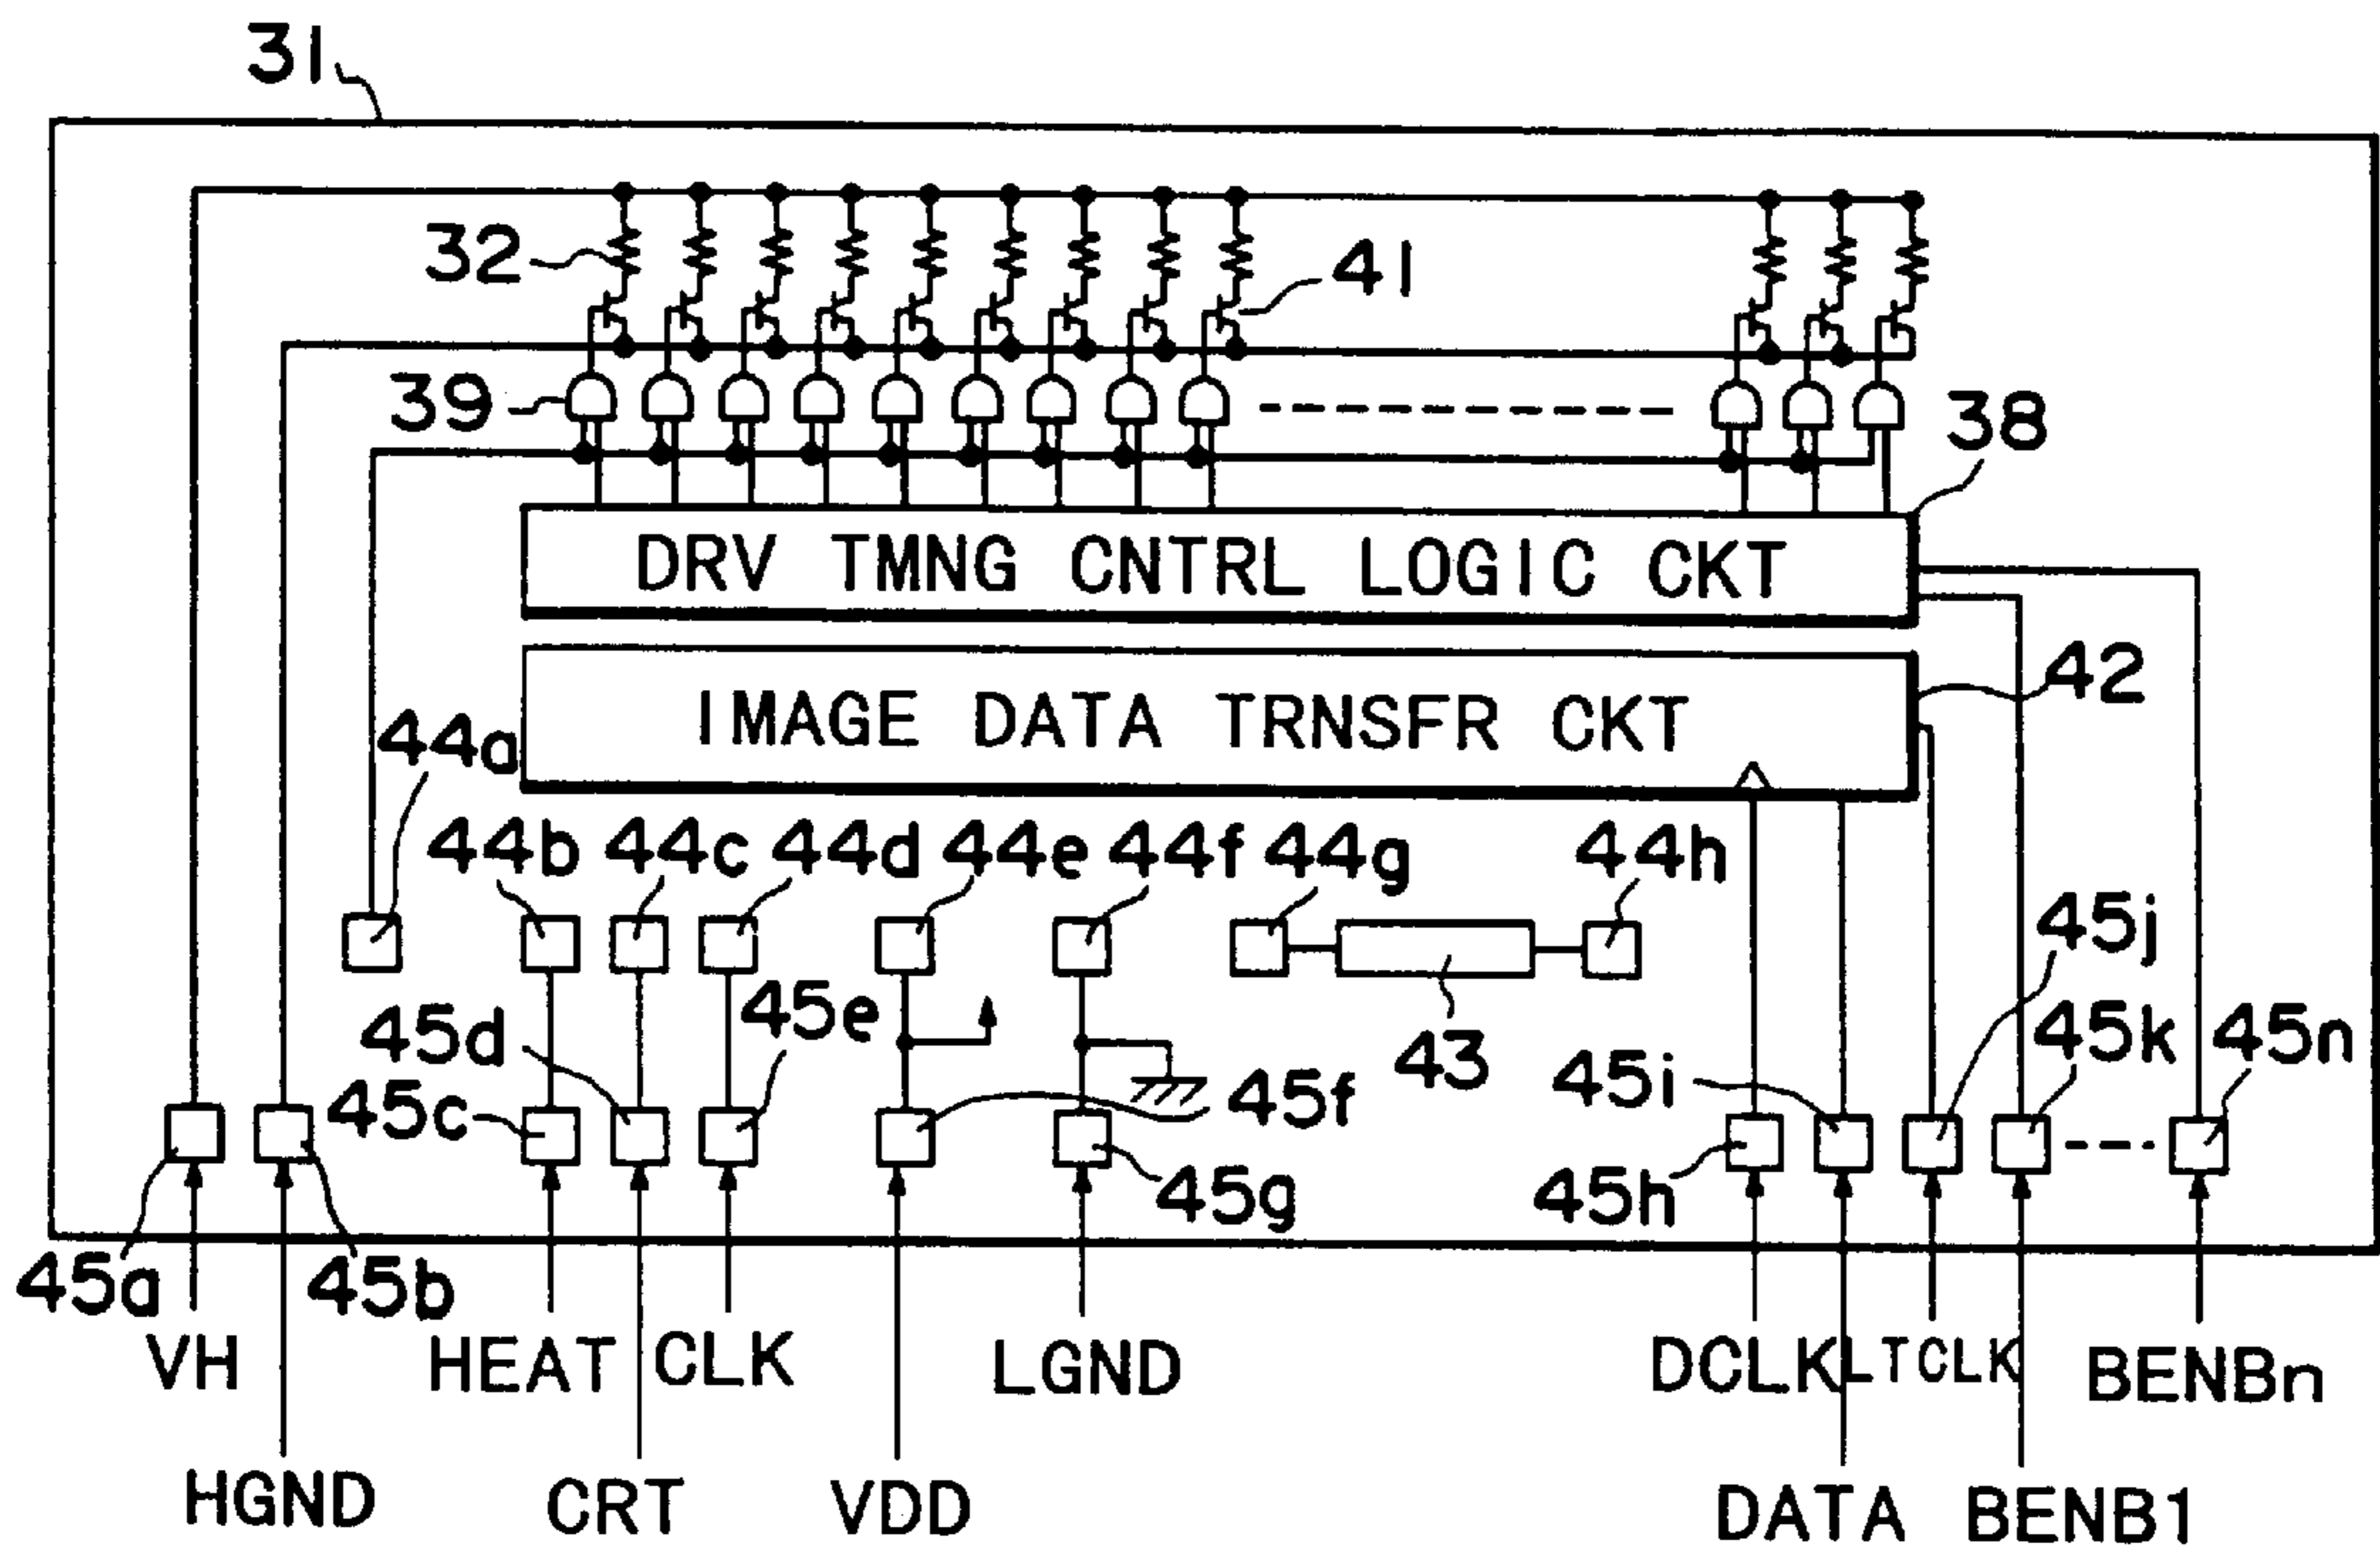 31
32
41
39
38
DRV TMNG CNTRL LOGIC CKT
42
IMAGE DATA TRNSFR CKT
44a
44b 44c 44d 44e 44f 44g 44h
45j
45d 45e 43 45i 45k 45n
45c 45f
45g 45h
45a 45b
VH HEAT CLK LGND DCLK LTCLK BENBn
HGND CRT VDD DATA BENB1